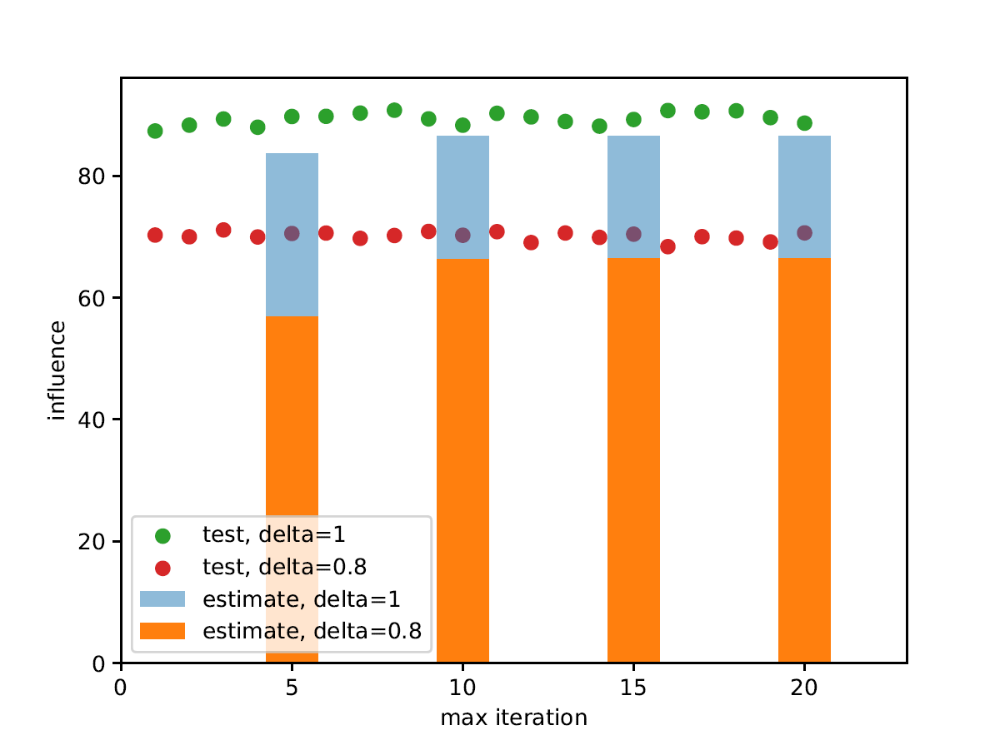 80
60
40
20
0
influence
test, delta=1
test, delta=0.8
estimate, delta=1
estimate, delta=0.8
0 5 10 15 20
max iteration